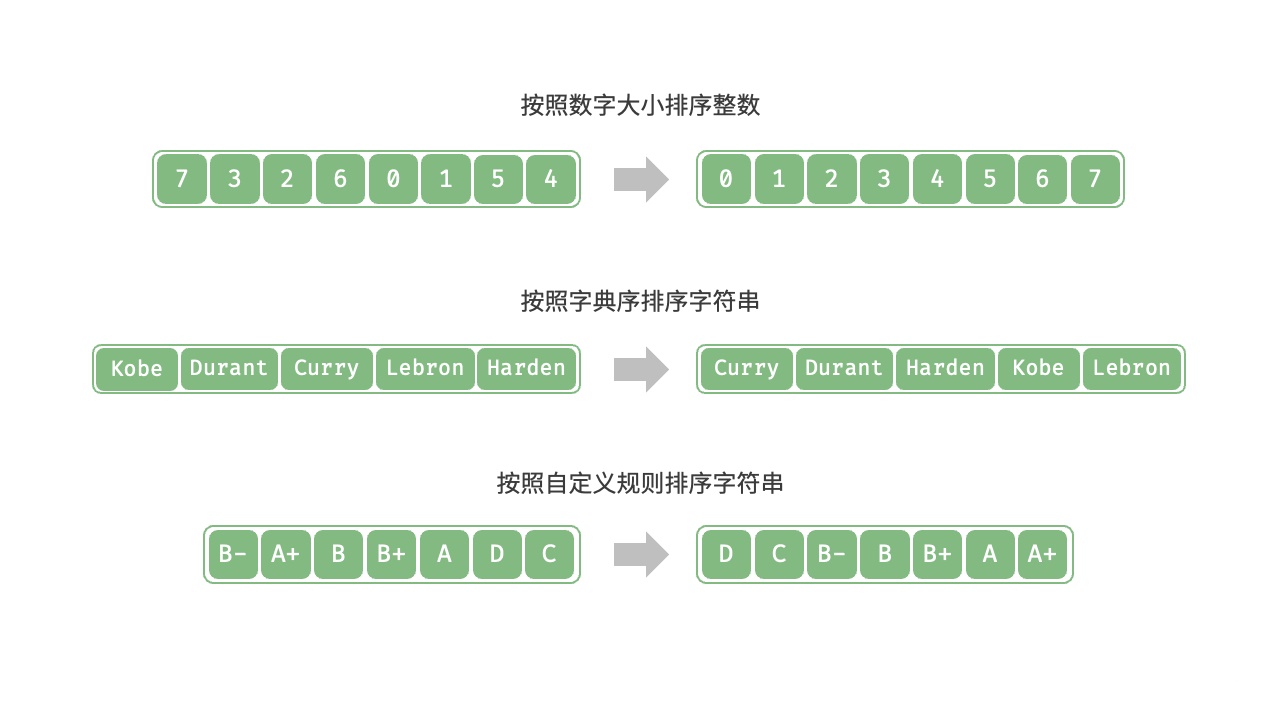 按照数字大小排序整数
7 3 2 6 0 1 5 4 0 1 2 3 4 5 6 7
按照字典序排序字符串
Kobe Durant Curry Lebron Harden Curry Durant Harden Kobe Lebron
按照自定义规则排序字符串
B- A+ B B+ A D C D C B- B B+ A A+